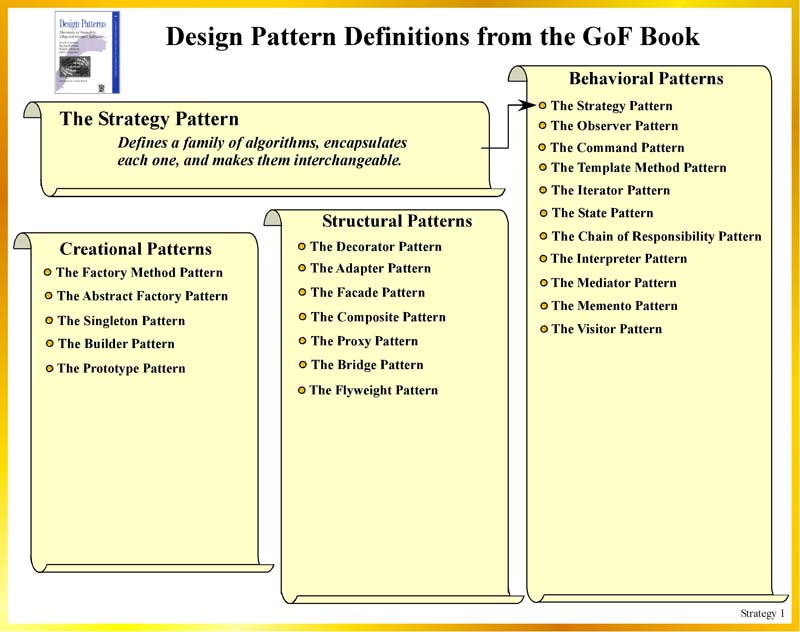 Design Patterns
Design Pattern Definitions from the GoF Book
The Strategy Pattern
Defines a family of algorithms, encapsulates
each one, and makes them interchangeable.
Creational Patterns
The Factory Method Pattern
The Abstract Factory Pattern
The Singleton Pattern
The Builder Pattern
The Prototype Pattern
Structural Patterns
The Decorator Pattern
The Adapter Pattern
The Facade Pattern
The Composite Pattern
The Proxy Pattern
The Bridge Pattern
The Flyweight Pattern
Behavioral Patterns
The Strategy Pattern
The Observer Pattern
The Command Pattern
The Template Method Pattern
The Iterator Pattern
The State Pattern
The Chain of Responsibility Pattern
The Interpreter Pattern
The Mediator Pattern
The Memento Pattern
The Visitor Pattern
Strategy 1